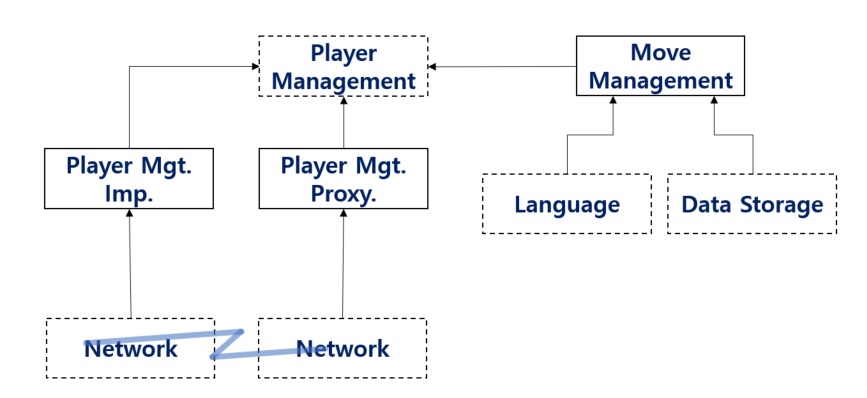 Player
Management
Move
Management
Player Mgt.
Imp.
Player Mgt.
Proxy.
Language
Data Storage
Network
Network